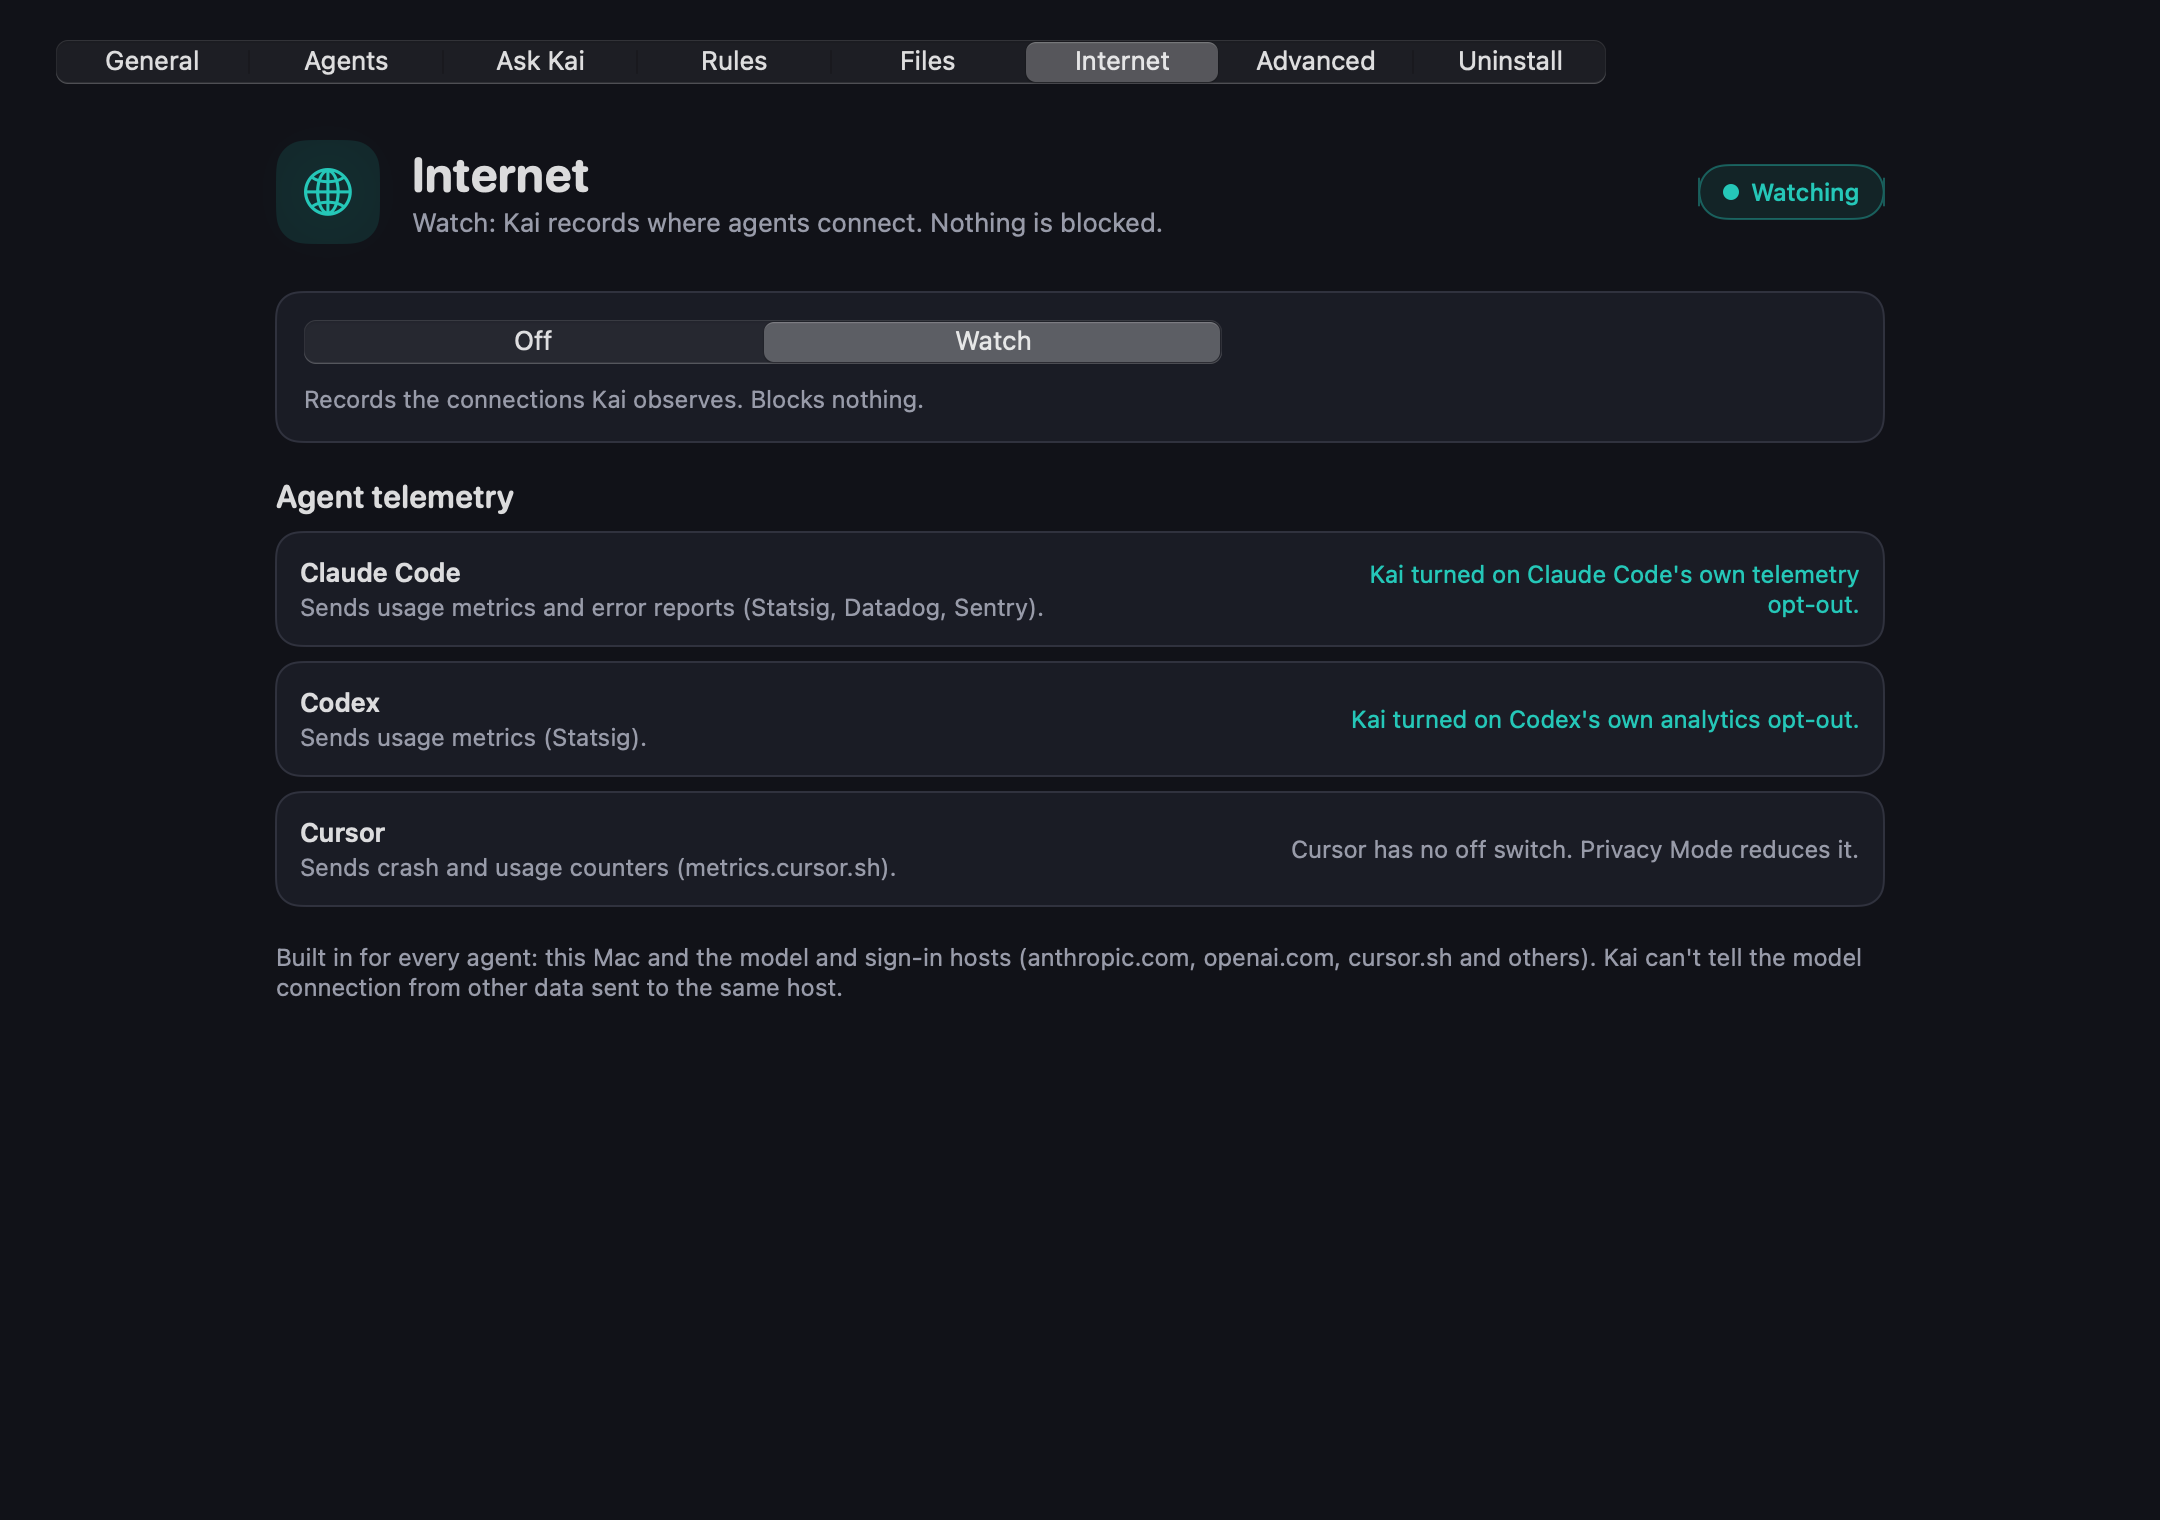 General
Agents
Ask Kai
Rules
Files
Internet
Advanced
Uninstall
Internet
Watch: Kai records where agents connect. Nothing is blocked.
Watching
Off
Watch
Records the connections Kai observes. Blocks nothing.
Agent telemetry
Claude Code
Sends usage metrics and error reports (Statsig, Datadog, Sentry).
Kai turned on Claude Code's own telemetry
opt-out.
Codex
Sends usage metrics (Statsig).
Kai turned on Codex's own analytics opt-out.
Cursor
Sends crash and usage counters (metrics.cursor.sh).
Cursor has no off switch. Privacy Mode reduces it.
Built in for every agent: this Mac and the model and sign-in hosts (anthropic.com, openai.com, cursor.sh and others). Kai can't tell the model
connection from other data sent to the same host.